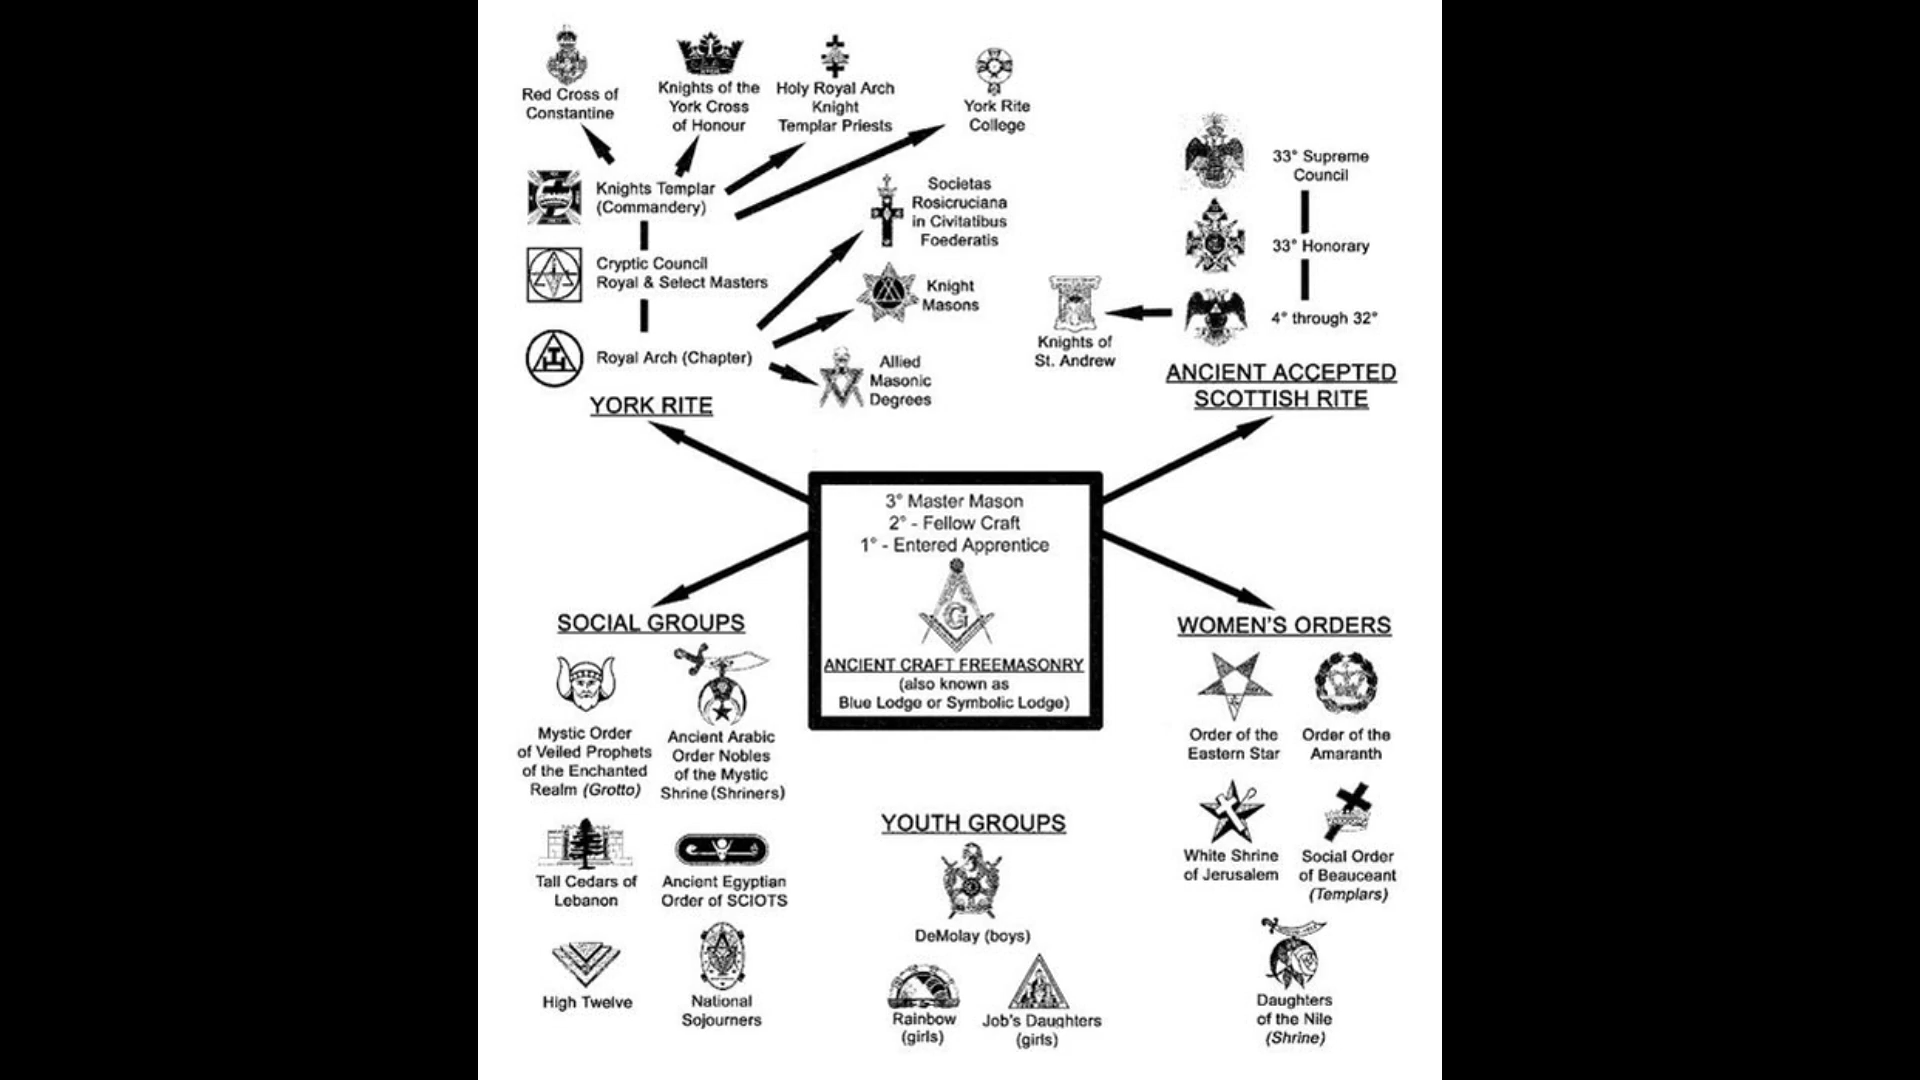 Red Cross of
Constantine
Knights of the
York Cross
of Honour
Holy Royal Arch
Knight
Templar Priests
York Rite
College
Knights Templar
(Commandery)
Cryptic Council
Royal & Select Masters
Royal Arch (Chapter)
YORK RITE
Societas
Rosicruciana
in Civitatibus
Foederatis
Knight
Masons
Allied
Masonic
Degrees
33° Supreme
Council
33° Honorary
4° through 32°
Knights of
St. Andrew
ANCIENT ACCEPTED
SCOTTISH RITE
3° Master Mason
2° - Fellow Craft
1° - Entered Apprentice
G
ANCIENT CRAFT FREEMASONRY
(also known as
Blue Lodge or Symbolic Lodge)
SOCIAL GROUPS
Mystic Order
of Veiled Prophets
of the Enchanted
Realm (Grotto)
Ancient Arabic
Order Nobles
of the Mystic
Shrine (Shriners)
Tall Cedars of
Lebanon
Ancient Egyptian
Order of SCIOTS
High Twelve
National
Sojourners
YOUTH GROUPS
DeMolay (boys)
Rainbow
(girls)
Job's Daughters
(girls)
WOMEN'S ORDERS
Order of the
Eastern Star
Order of the
Amaranth
White Shrine
of Jerusalem
Social Order
of Beauceant
(Templars)
Daughters
of the Nile
(Shrine)